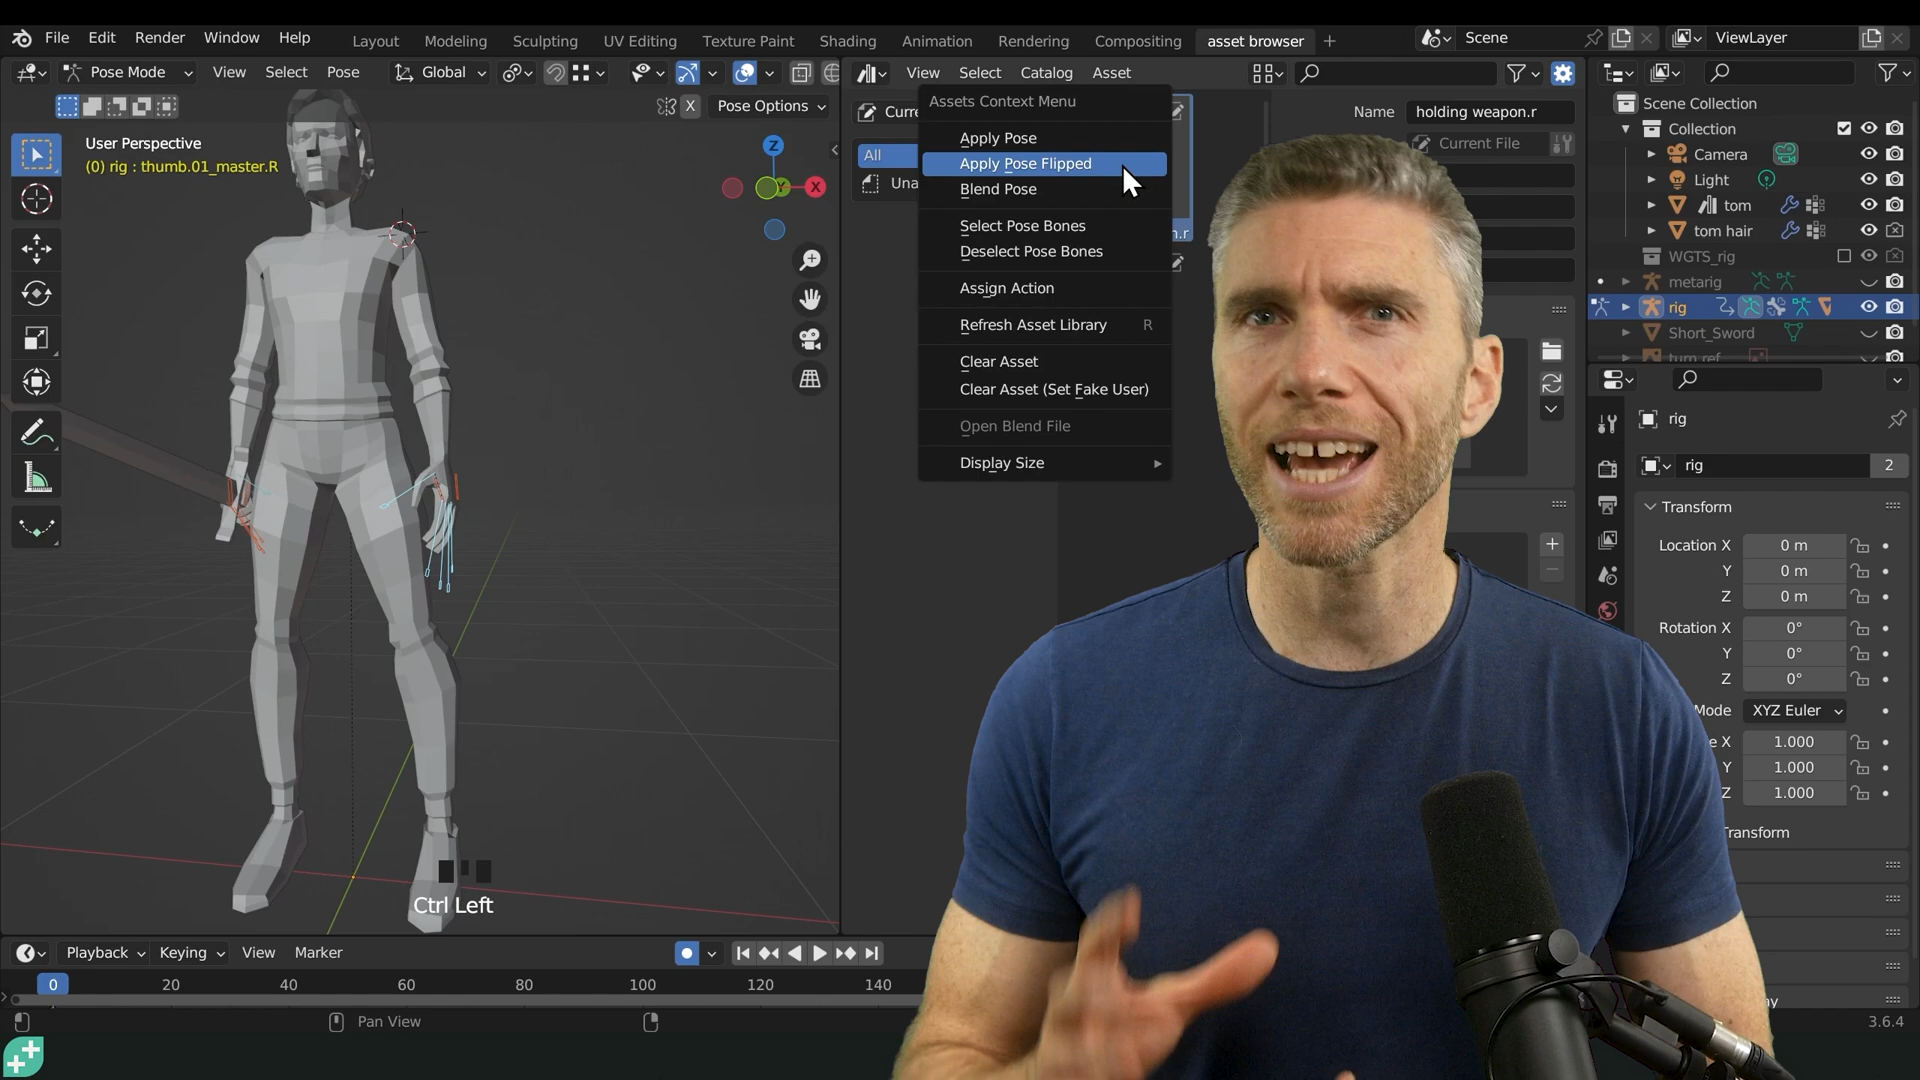 File Edit Render Window Help
Layout Modeling Sculpting UV Editing Texture Paint Shading Animation Rendering Compositing asset browser +
Scene
ViewLayer
Pose Mode View Select Pose Global
View Select Catalog Asset
X Pose Options
User Perspective
(0) rig : thumb.01_master.R
Z
X
All
Assets Context Menu
Apply Pose
Apply Pose Flipped
Blend Pose
Select Pose Bones
Deselect Pose Bones
Assign Action
Refresh Asset Library R
Clear Asset
Clear Asset (Set Fake User)
Open Blend File
Display Size
Name holding weapon.r
Current File
Scene Collection
Collection
Camera
Light
tom
tom hair
WGTS_rig
metarig
rig
Short_Sword
rig
rig 2
Transform
Location X 0 m
Y 0 m
Z 0 m
Rotation X 0°
Y 0°
Z 0°
Mode XYZ Euler
X 1.000
Y 1.000
Z 1.000
Transform
Ctrl Left
Playback Keying View Marker
0 20 40 60 80 100 120 140
Pan View
3.6.4